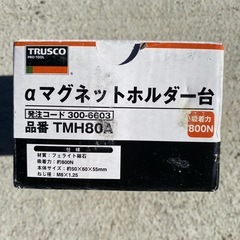 TRUSCO
PRO TOOL
αマグネットホルダー台
発注コード 300-6603
品番 TMH80A
吸着力
800N
仕様
材質：フェライト磁石
吸着力：約800N
本体サイズ：約50×60×55mm
ねじ径：M8×1.25